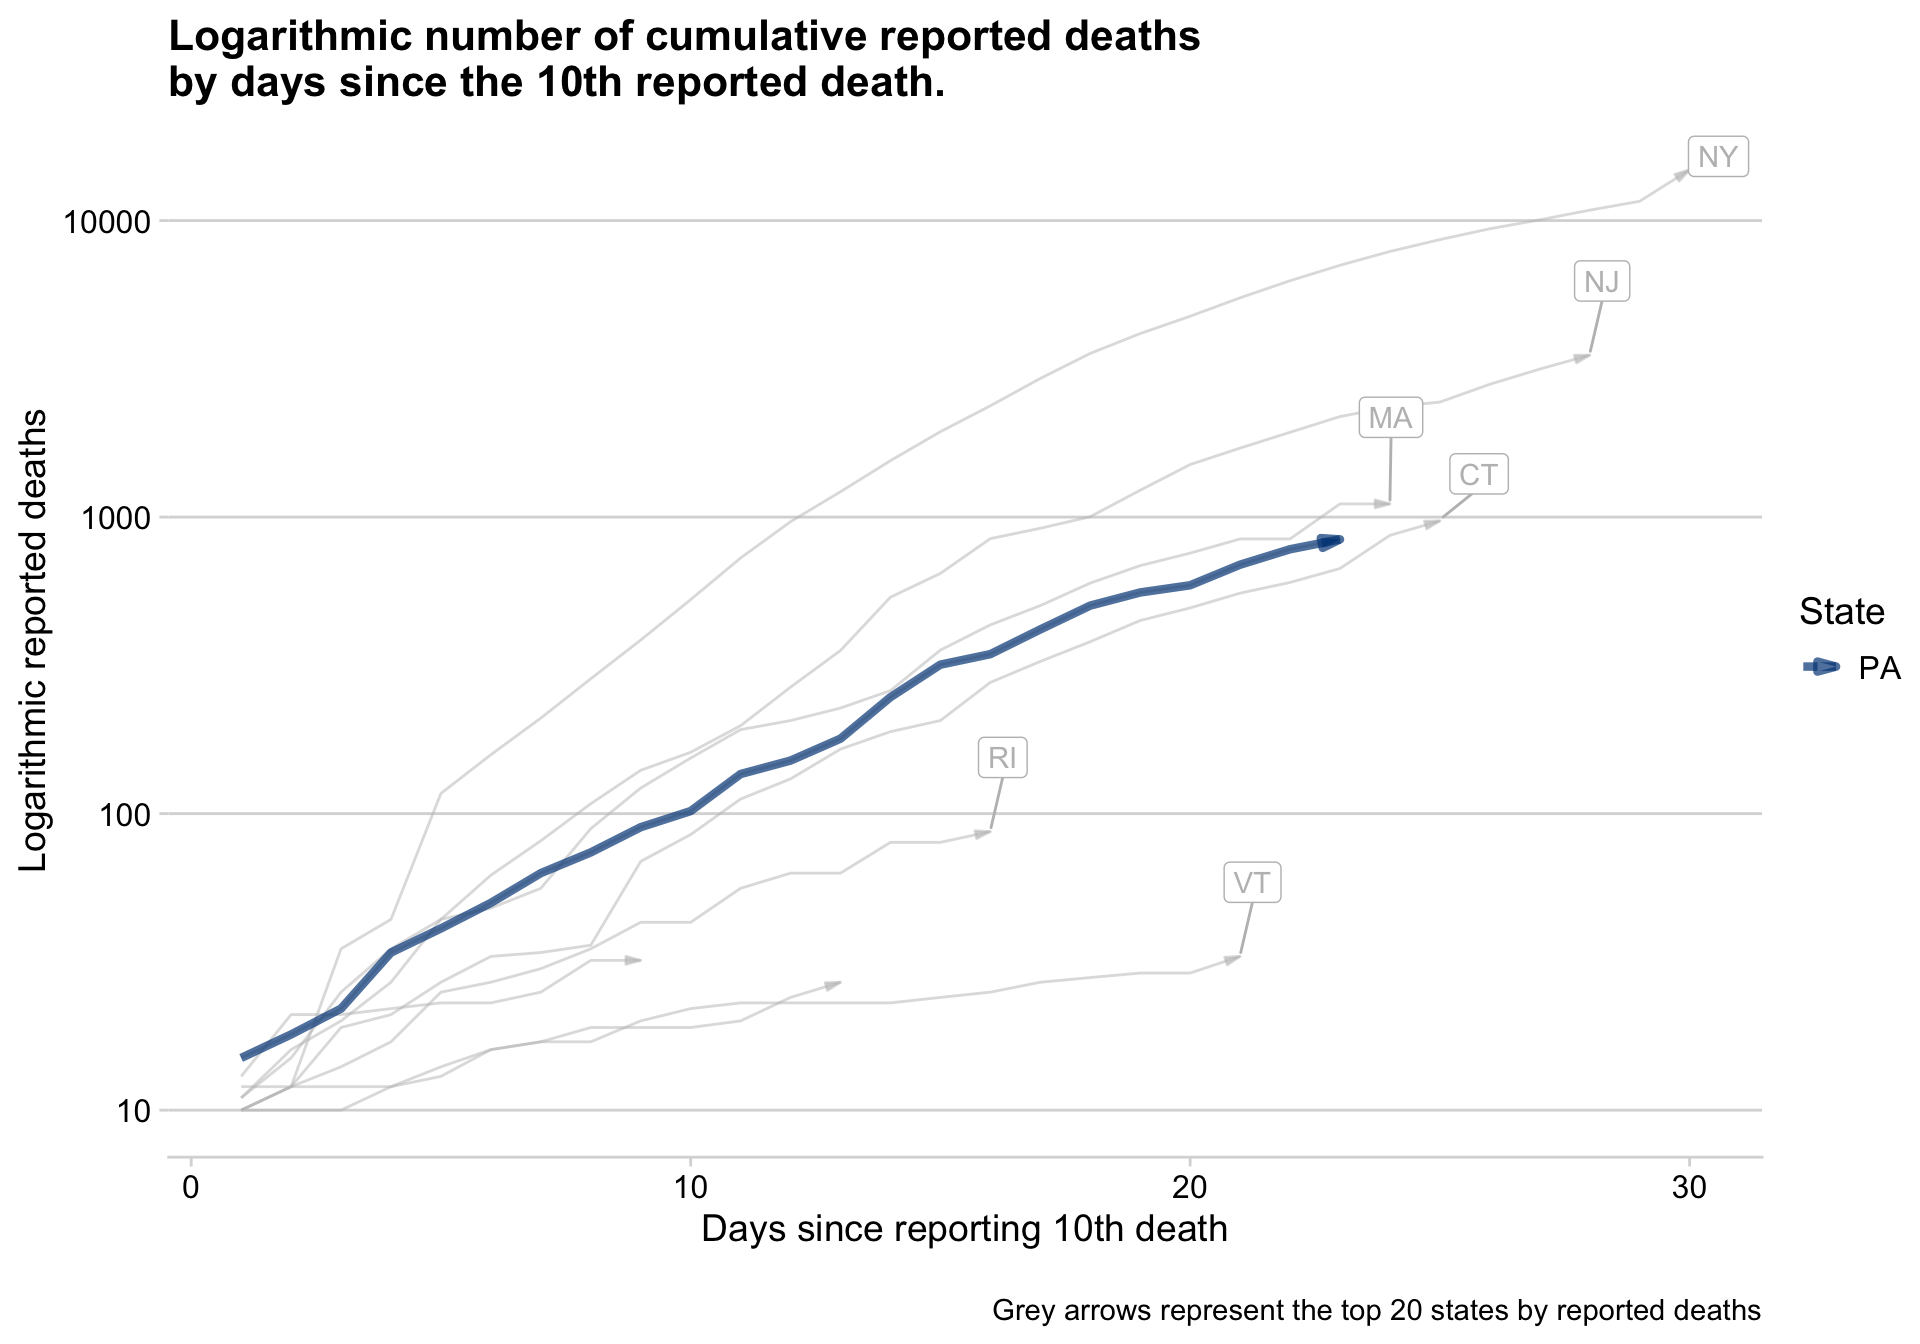 Logarithmic number of cumulative reported deaths
by days since the 10th reported death.
NY
10000
NJ
MA
CT
1000
Logarithmic reported deaths
State
PA
RI
100
VT
10
0 10 20 30
Days since reporting 10th death
Grey arrows represent the top 20 states by reported deaths